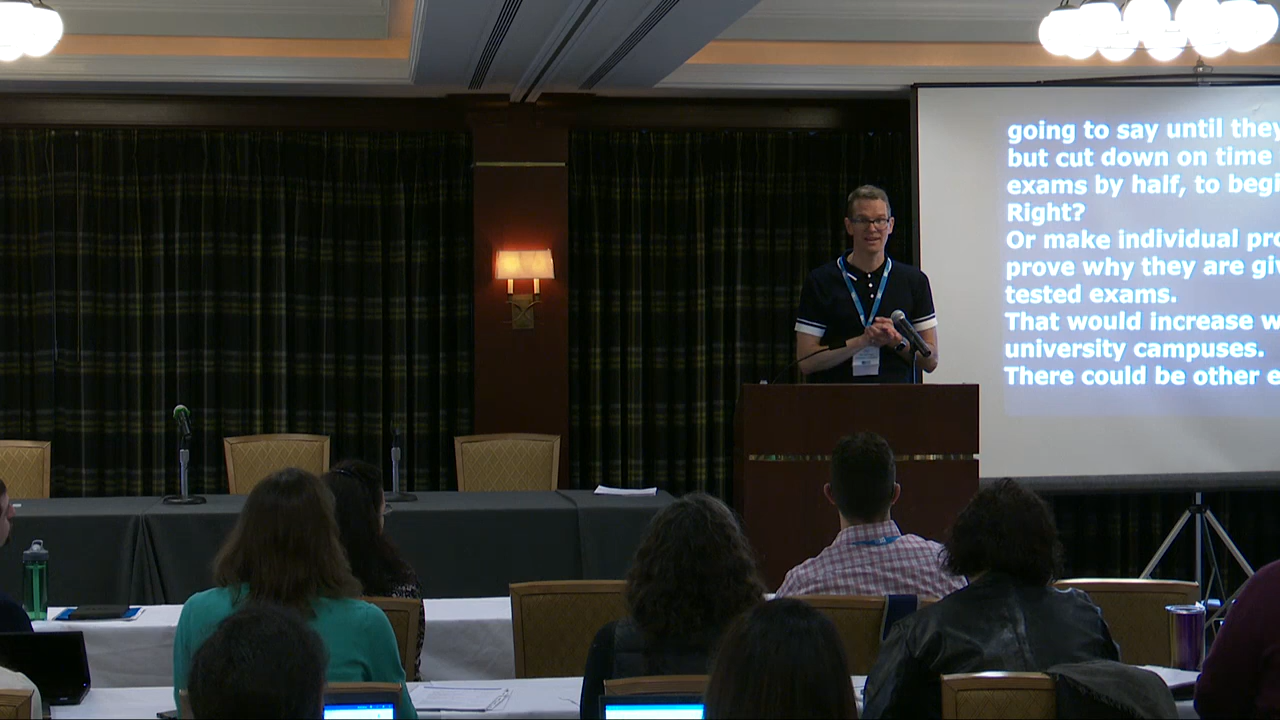 going to say until they
but cut down on time
exams by half, to begi
Right?
Or make individual pro
prove why they are giv
tested exams.
That would increase w
university campuses.
There could be other e